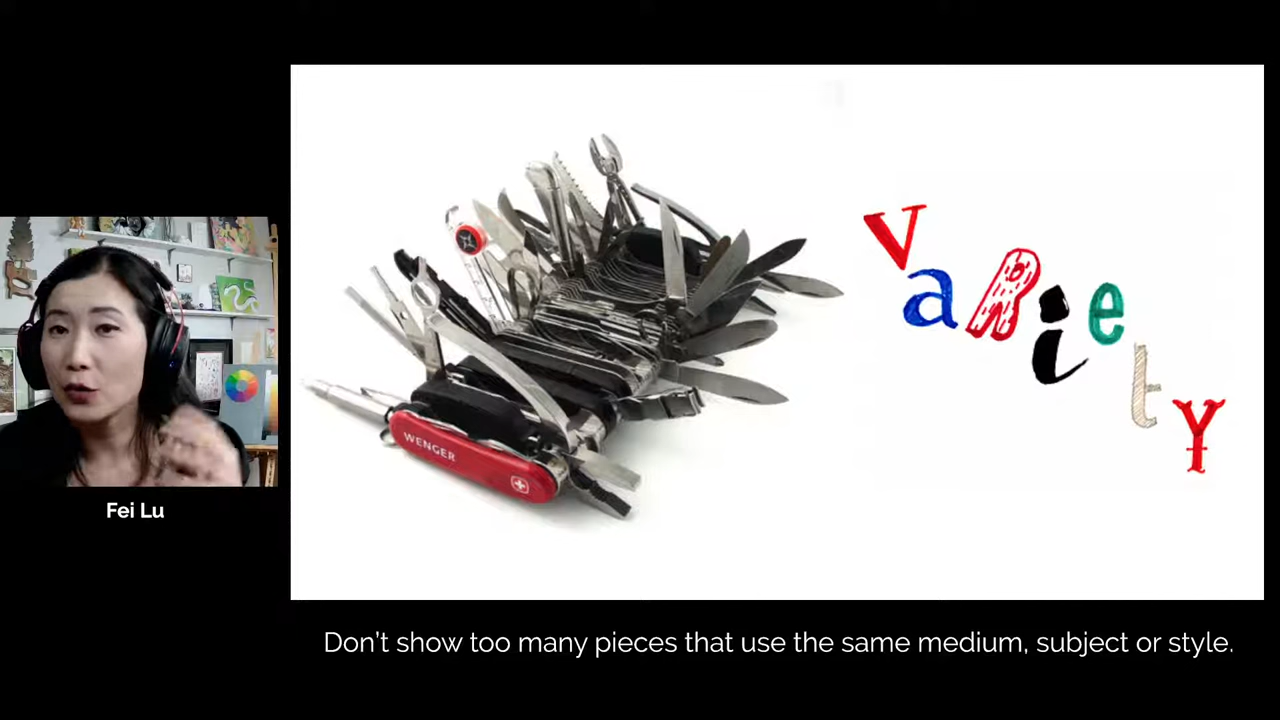 VaRiety
WENGER
Fei Lu
Don't show too many pieces that use the same medium, subject or style.